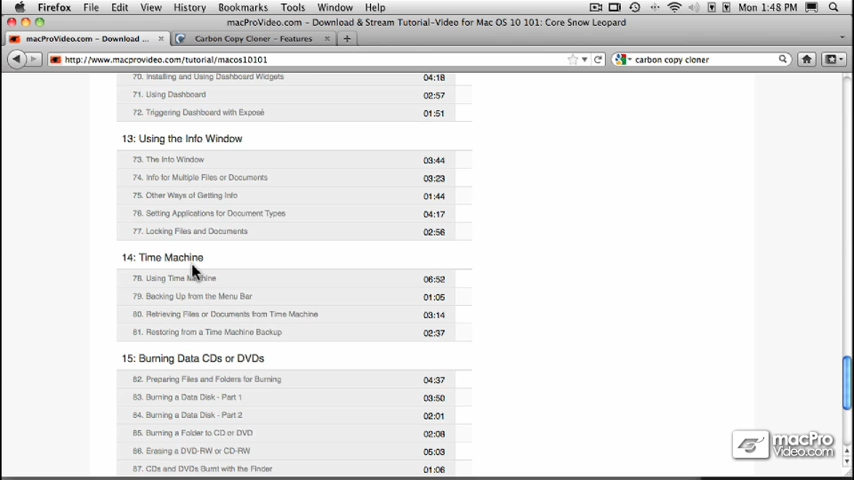 Firefox File Edit View History Bookmarks Tools Window Help Mon 1:48 PM
macProVideo.com – Download & Stream Tutorial-Video for Mac OS 10 101: Core Snow Leopard
macProVideo.com – Download ... Carbon Copy Cloner - Features
http://www.macprovideo.com/tutorial/macos10101 carbon copy cloner
70. Installing and Using Dashboard Widgets 04:18
71. Using Dashboard 02:57
72. Triggering Dashboard with Exposé 01:51
13: Using the Info Window
73. The Info Window 03:44
74. Info for Multiple Files or Documents 03:23
75. Other Ways of Getting Info 01:44
76. Setting Applications for Document Types 04:17
77. Locking Files and Documents 02:56
14: Time Machine
78. Using Time Machine 06:52
79. Backing Up from the Menu Bar 01:05
80. Retrieving Files or Documents from Time Machine 03:14
81. Restoring from a Time Machine Backup 02:37
15: Burning Data CDs or DVDs
82. Preparing Files and Folders for Burning 04:37
83. Burning a Data Disk - Part 1 03:50
84. Burning a Data Disk - Part 2 02:01
85. Burning a Folder to CD or DVD 02:08
86. Erasing a DVD-RW or CD-RW 05:03
87. CDs and DVDs Burnt with the Finder 01:06
macPro
Video.com